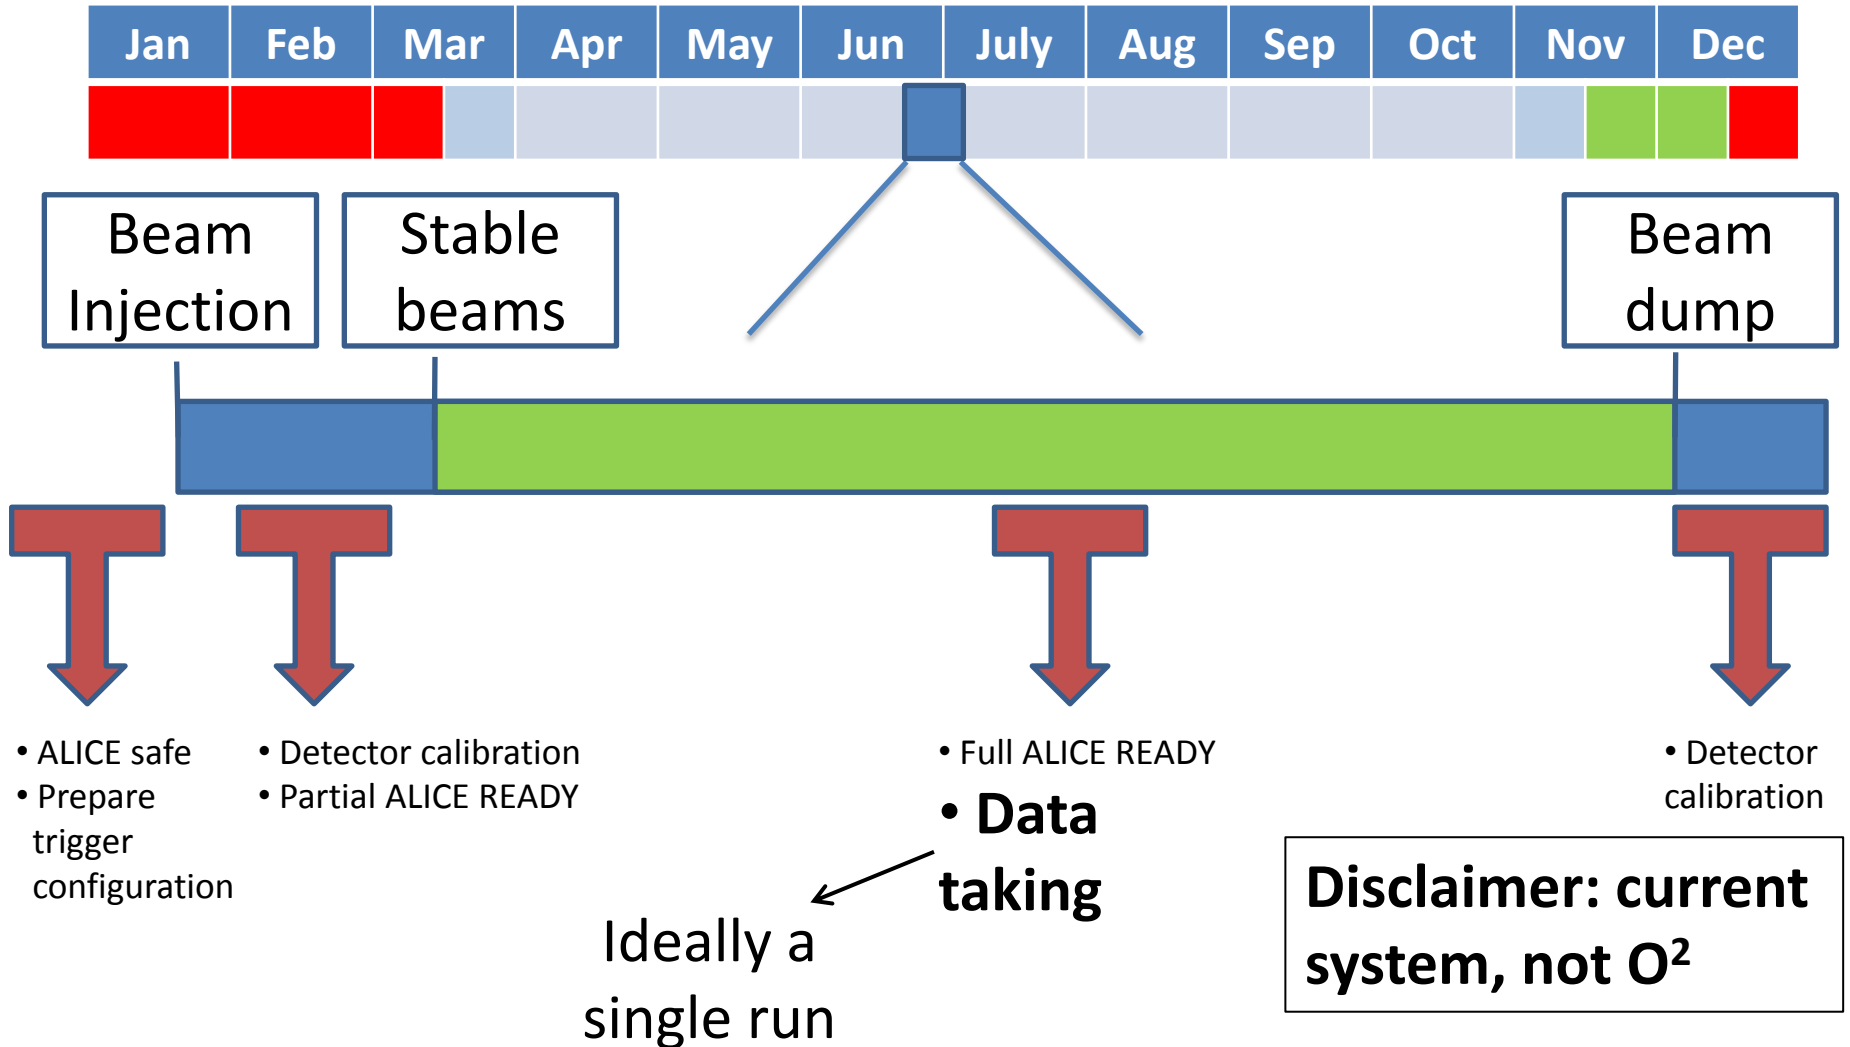 Jan Feb Mar Apr May Jun July Aug Sep Oct Nov Dec
Beam
Injection
Stable
beams
Beam
dump
• ALICE safe
• Prepare
trigger
configuration
• Detector calibration
• Partial ALICE READY
• Full ALICE READY
• Data
taking
Ideally a
single run
• Detector
calibration
Disclaimer: current
system, not O²